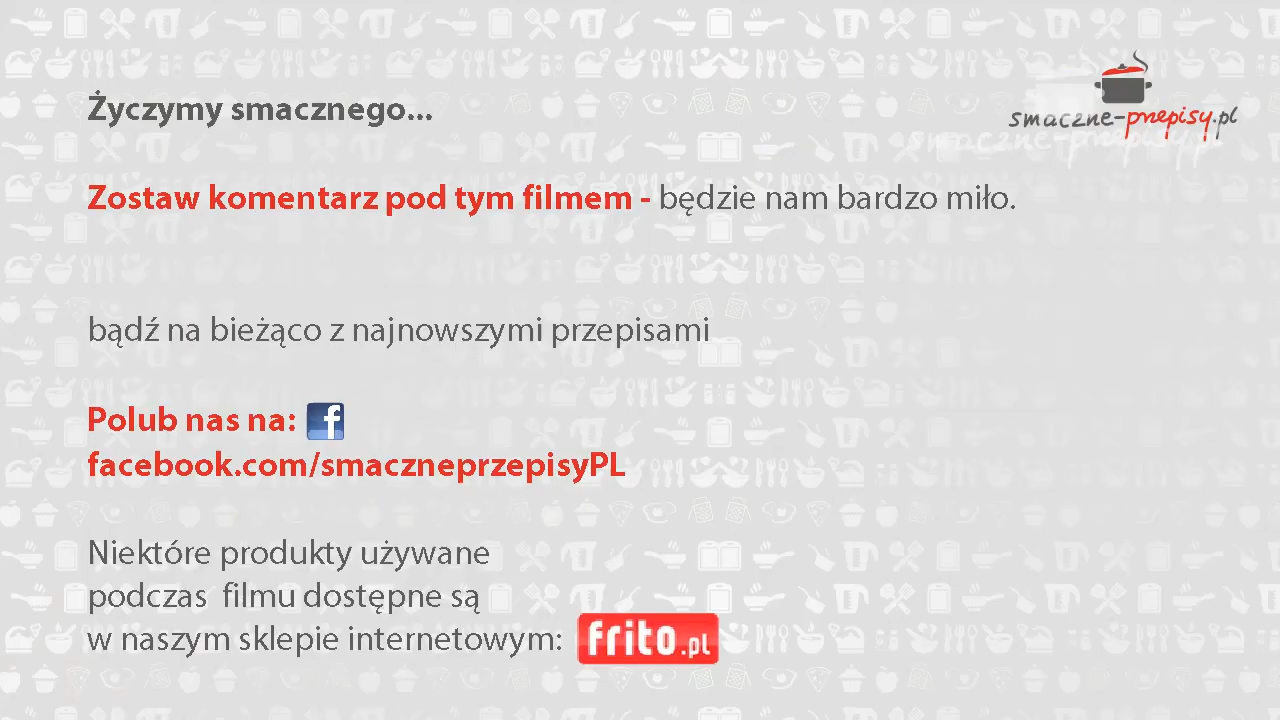 Życzymy smacznego...
smaczne-przepisy.pl
Zostaw komentarz pod tym filmem - będzie nam bardzo miło.
bądź na bieżąco z najnowszymi przepisami
Polub nas na: f
facebook.com/smaczneprzepisyPL
Niektóre produkty używane
podczas filmu dostępne są
w naszym sklepie internetowym: frito.pl